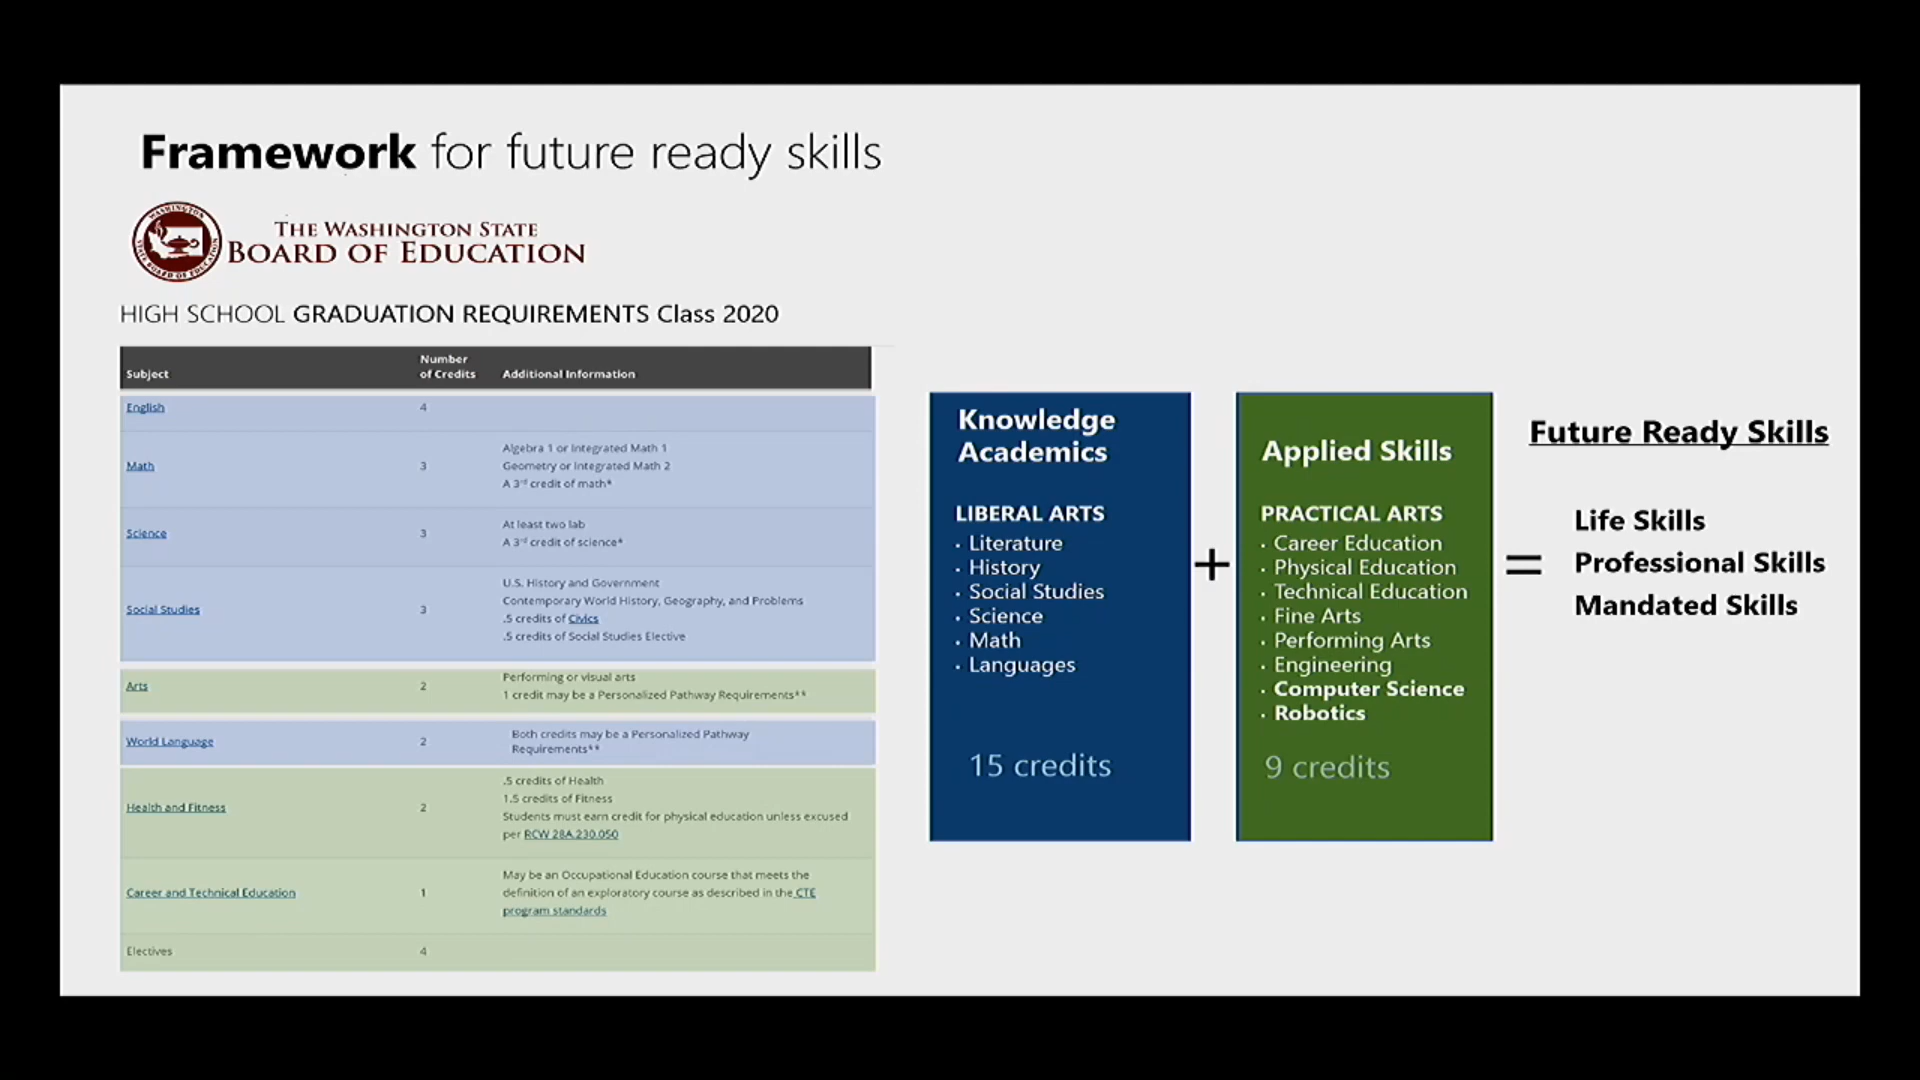 Framework for future ready skills
THE WASHINGTON STATE
BOARD OF EDUCATION
HIGH SCHOOL GRADUATION REQUIREMENTS Class 2020
Subject
Number
of Credits
Additional Information
English
4
Math
3
Algebra 1 or Integrated Math 1
Geometry or Integrated Math 2
A 3rd credit of math*
Science
3
At least two lab
A 3rd credit of science*
Social Studies
3
U.S. History and Government
Contemporary World History, Geography, and Problems
.5 credits of Civics
.5 credits of Social Studies Elective
Arts
2
Performing or visual arts
1 credit may be a Personalized Pathway Requirements**
World Language
2
Both credits may be a Personalized Pathway
Requirements**
Health and Fitness
2
.5 credits of Health
1.5 credits of Fitness
Students must earn credit for physical education unless excused
per RCW 28A.230.050
Career and Technical Education
1
May be an Occupational Education course that meets the
definition of an exploratory course as described in the CTE
program standards
Electives
4
Knowledge
Academics
LIBERAL ARTS
· Literature
· History
· Social Studies
· Science
· Math
· Languages
15 credits
+
Applied Skills
PRACTICAL ARTS
· Career Education
· Physical Education
· Technical Education
· Fine Arts
· Performing Arts
· Engineering
· Computer Science
· Robotics
9 credits
=
Future Ready Skills
Life Skills
Professional Skills
Mandated Skills